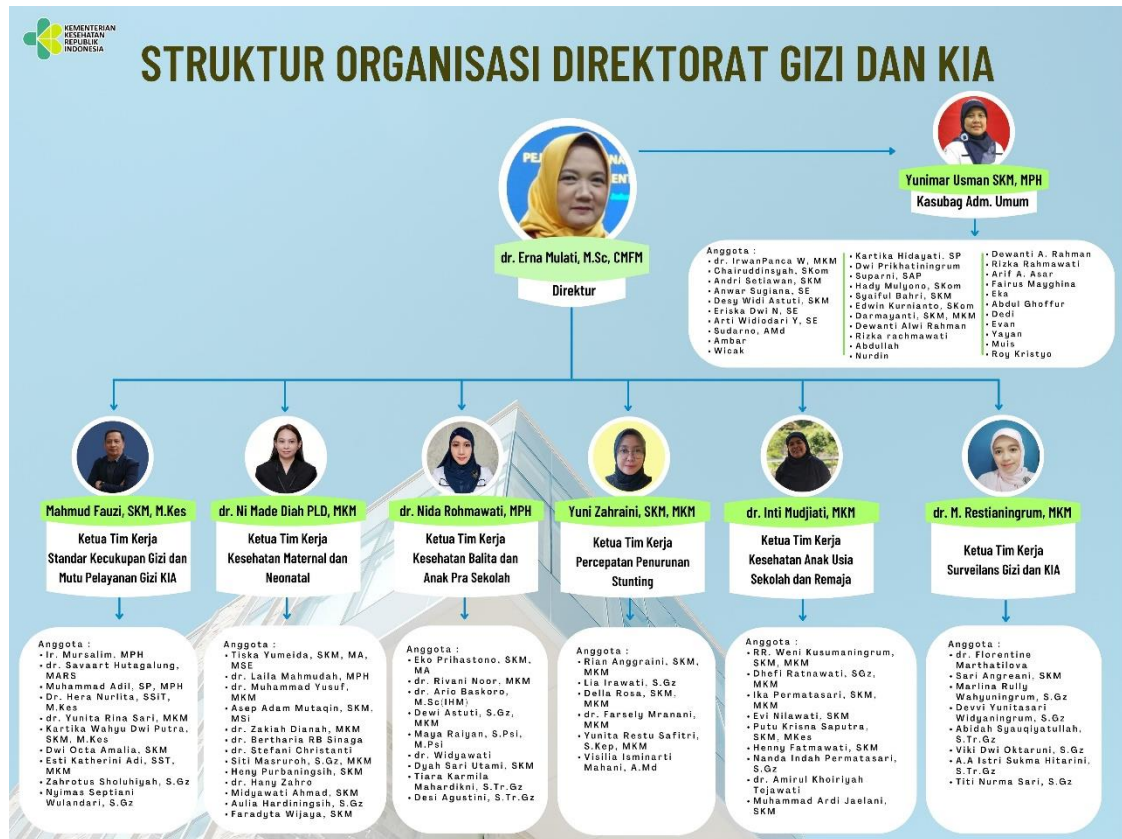 KEMENTERIAN
KESEHATAN
REPUBLIK
INDONESIA
STRUKTUR ORGANISASI DIREKTORAT GIZI DAN KIA
dr. Erna Mulati, M.Sc, CMFM
Direktur
Yunimar Usman SKM, MPH
Kasubag Adm. Umum
Anggota :
• dr. IrwanPanca W, MKM
• Chairuddinsyah, SKom
• Andri Setiawan, SKM
• Anwar Sugiana, SE
• Desy Widi Astuti, SKM
• Eriska Dwi N, SE
• Arti Widiodari Y, SE
• Sudarno, AMd
• Ambar
• Wicak
• Kartika Hidayati. SP
• Dwi Prikhatiningrum
• Suparni, SAP
• Hady Mulyono, SKom
• Syaiful Bahri, SKM
• Edwin Kurnianto, SKom
• Darmayanti, SKM, MKM
• Dewanti Alwi Rahman
• Rizka rachmawati
• Abdullah
• Nurdin
• Dewanti A. Rahman
• Rizka Rahmawati
• Arif A. Asar
• Fairus Mayghina
• Eka
• Abdul Ghoffur
• Dedi
• Evan
• Yayan
• Muis
• Roy Kristyo
Mahmud Fauzi, SKM, M.Kes
Ketua Tim Kerja
Standar Kecukupan Gizi dan
Mutu Pelayanan Gizi KIA
Anggota :
• Ir. Mursalim, MPH
• dr. Savaart Hutagalung,
MARS
• Muhammad Adil, SP, MPH
• Dr. Hera Nurlita, SSiT,
M.Kes
• dr. Yunita Rina Sari, MKM
• Kartika Wahyu Dwi Putra,
SKM, M.Kes
• Dwi Octa Amalia, SKM
• Esti Katherini Adi, SST,
MKM
• Zahrotus Sholuhiyah, S.Gz
• Nyimas Septiani
Wulandari, S.Gz
dr. Ni Made Diah PLD, MKM
Ketua Tim Kerja
Kesehatan Maternal dan
Neonatal
Anggota :
• Tiska Yumeida, SKM, MA,
MSE
• dr. Laila Mahmudah, MPH
• dr. Muhammad Yusuf,
MKM
• Asep Adam Mutaqin, SKM,
MSi
• dr. Zakiah Dianah, MKM
• dr. Bertharia RB Sinaga
• dr. Stefani Christanti
• Siti Masruroh, S.Gz, MKM
• Heny Purbaningsih, SKM
• dr. Hany Zahro
• Midyawati Ahmad, SKM
• Aulia Hardiningsih, S.Gz
• Faradyta Wijaya, SKM
dr. Nida Rohmawati, MPH
Ketua Tim Kerja
Kesehatan Balita dan
Anak Pra Sekolah
Anggota :
• Eko Prihastono, SKM,
MA
• dr. Rivani Noor, MKM
• dr. Ario Baskoro,
M.Sc(IHM)
• Dewi Astuti, S.Gz,
MKM
• Maya Raiyan, S.Psi,
M.Psi
• dr. Widyawati
• Dyah Sari Utami, SKM
• Tiara Karmila
Mahardikni, S.Tr.Gz
• Desi Agustini, S.Tr.Gz
Yuni Zahraini, SKM, MKM
Ketua Tim Kerja
Percepatan Penurunan
Stunting
Anggota :
• Rian Anggraini, SKM,
MKM
• Lia Irawati, S.Gz
• Della Rosa, SKM,
MKM
• dr. Farsely Mranani,
MKM
• Yunita Restu Safitri,
S.Kep, MKM
• Visilia Isminarti
Mahani, A.Md
dr. Inti Mudjiati, MKM
Ketua Tim Kerja
Kesehatan Anak Usia
Sekolah dan Remaja
Anggota :
• RR. Weni Kusumaningrum,
SKM, MKM
• Dhefi Ratnawati, SGz,
MKM
• Ika Permatasari, SKM,
MKM
• Evi Nilawati, SKM
• Putu Krisna Saputra,
SKM, MKes
• Henny Fatmawati, SKM
• Nanda Indah Permatasari,
S.Gz
• dr. Amirul Khoiriyah
Tejawati
• Muhammad Ardi Jaelani,
SKM
dr. M. Restianingrum, MKM
Ketua Tim Kerja
Surveilans Gizi dan KIA
Anggota :
• dr. Florentine
Marthatilova
• Sari Angreani, SKM
• Marlina Rully
Wahyuningrum, S.Gz
• Devvi Yunitasari
Widyaningrum, S.Gz
• Abidah Syauqiyatullah,
S.Tr.Gz
• Viki Dwi Oktaruni, S.Gz
• A.A Istri Sukma Hitarini,
S.Tr.Gz
• Titi Nurma Sari, S.Gz